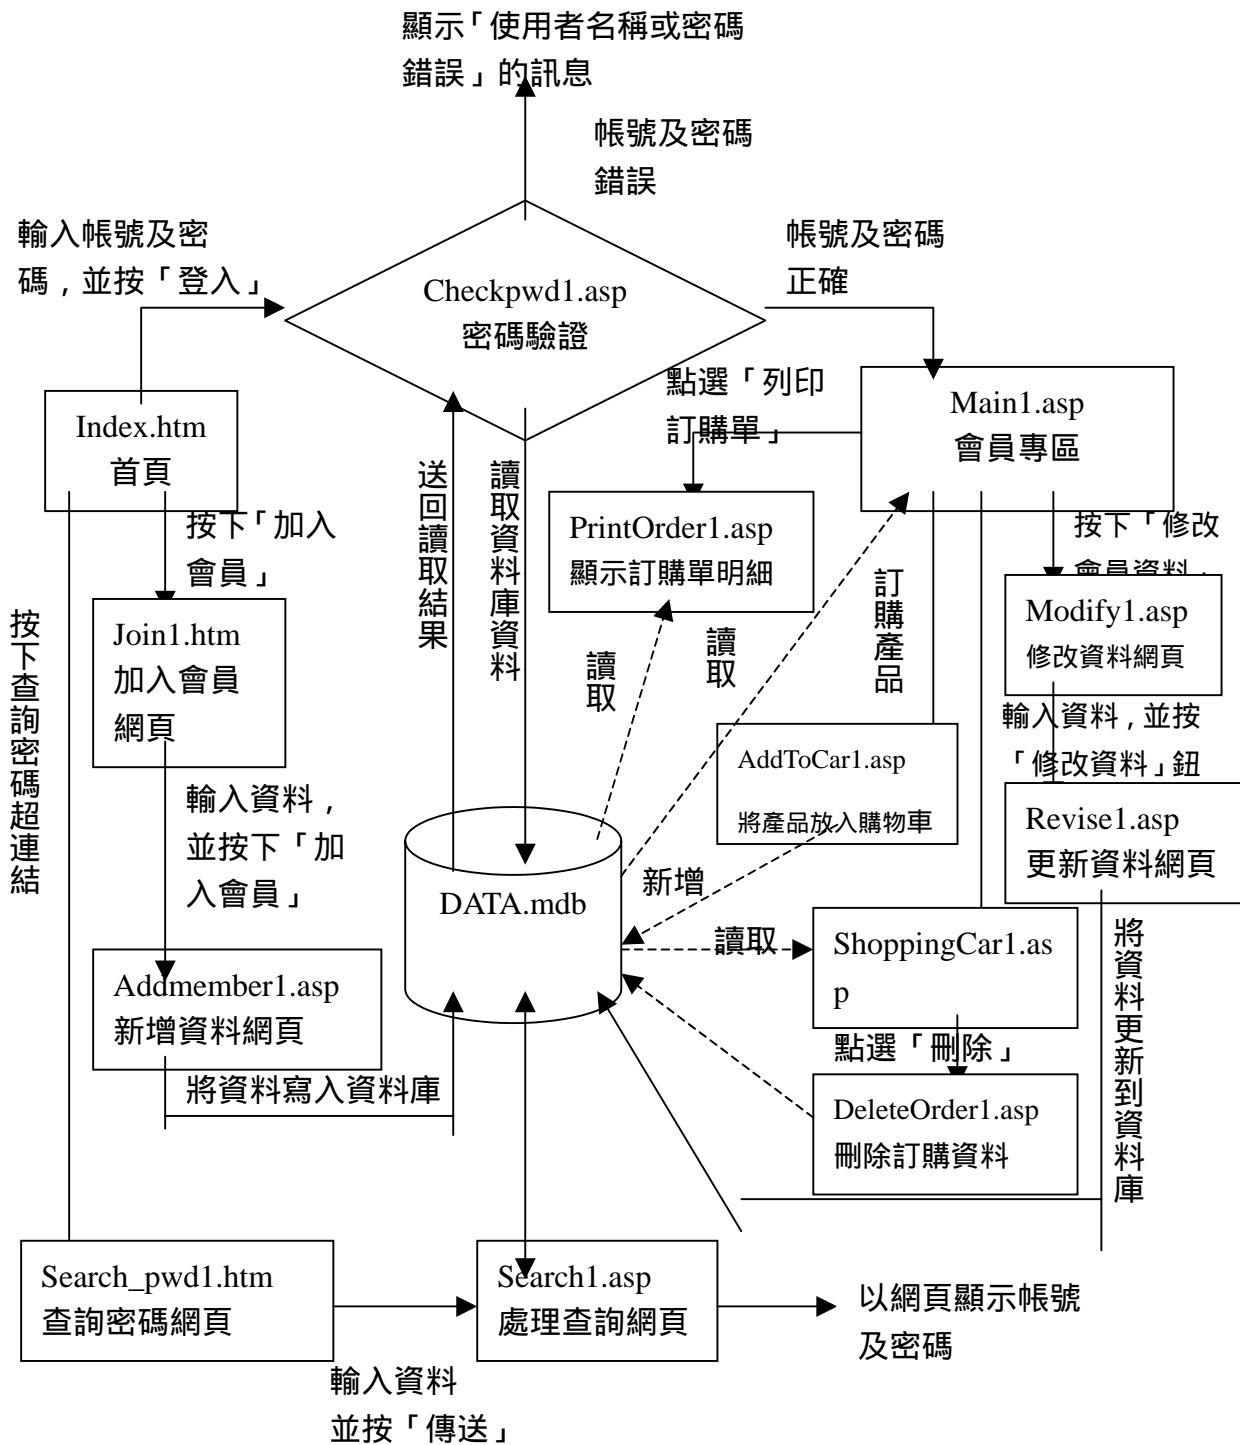 顯示「使用者名稱或密碼
錯誤」的訊息
帳號及密碼
錯誤
輸入帳號及密
碼，並按「登入」
帳號及密碼
正確
Checkpwd1.asp
密碼驗證
Index.htm
首頁
點選「列印
訂購單」
Main1.asp
會員專區
送回讀取結果
讀取資料庫資料
PrintOrder1.asp
顯示訂購單明細
按下「加入
會員」
按下「修改
會員資料」
訂購產品
Join1.htm
加入會員
網頁
按下查詢密碼超連結
讀取
讀取
Modify1.asp
修改資料網頁
輸入資料，並按
「修改資料」鈕
AddToCar1.asp
將產品放入購物車
輸入資料，
並按下「加
入會員」
Revise1.asp
更新資料網頁
DATA.mdb
新增
讀取
ShoppingCar1.as
p
將資料更新到資料庫
Addmember1.asp
新增資料網頁
點選「刪除」
將資料寫入資料庫
DeleteOrder1.asp
刪除訂購資料
Search_pwd1.htm
查詢密碼網頁
Search1.asp
處理查詢網頁
以網頁顯示帳號
及密碼
輸入資料
並按「傳送」